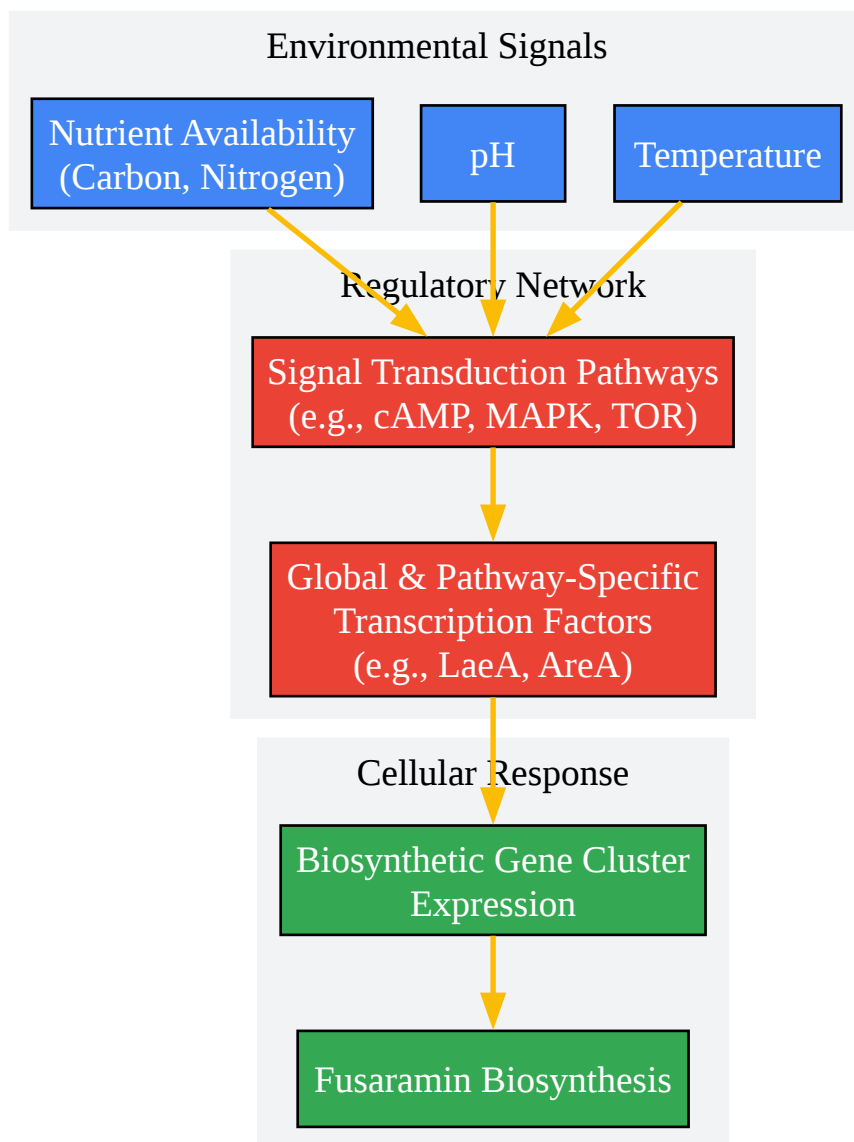 Environmental Signals
Nutrient Availability
(Carbon, Nitrogen)
pH
Temperature
Regulatory Network
Signal Transduction Pathways
(e.g., cAMP, MAPK, TOR)
Global & Pathway-Specific
Transcription Factors
(e.g., LaeA, AreA)
Cellular Response
Biosynthetic Gene Cluster
Expression
Fusaramin Biosynthesis